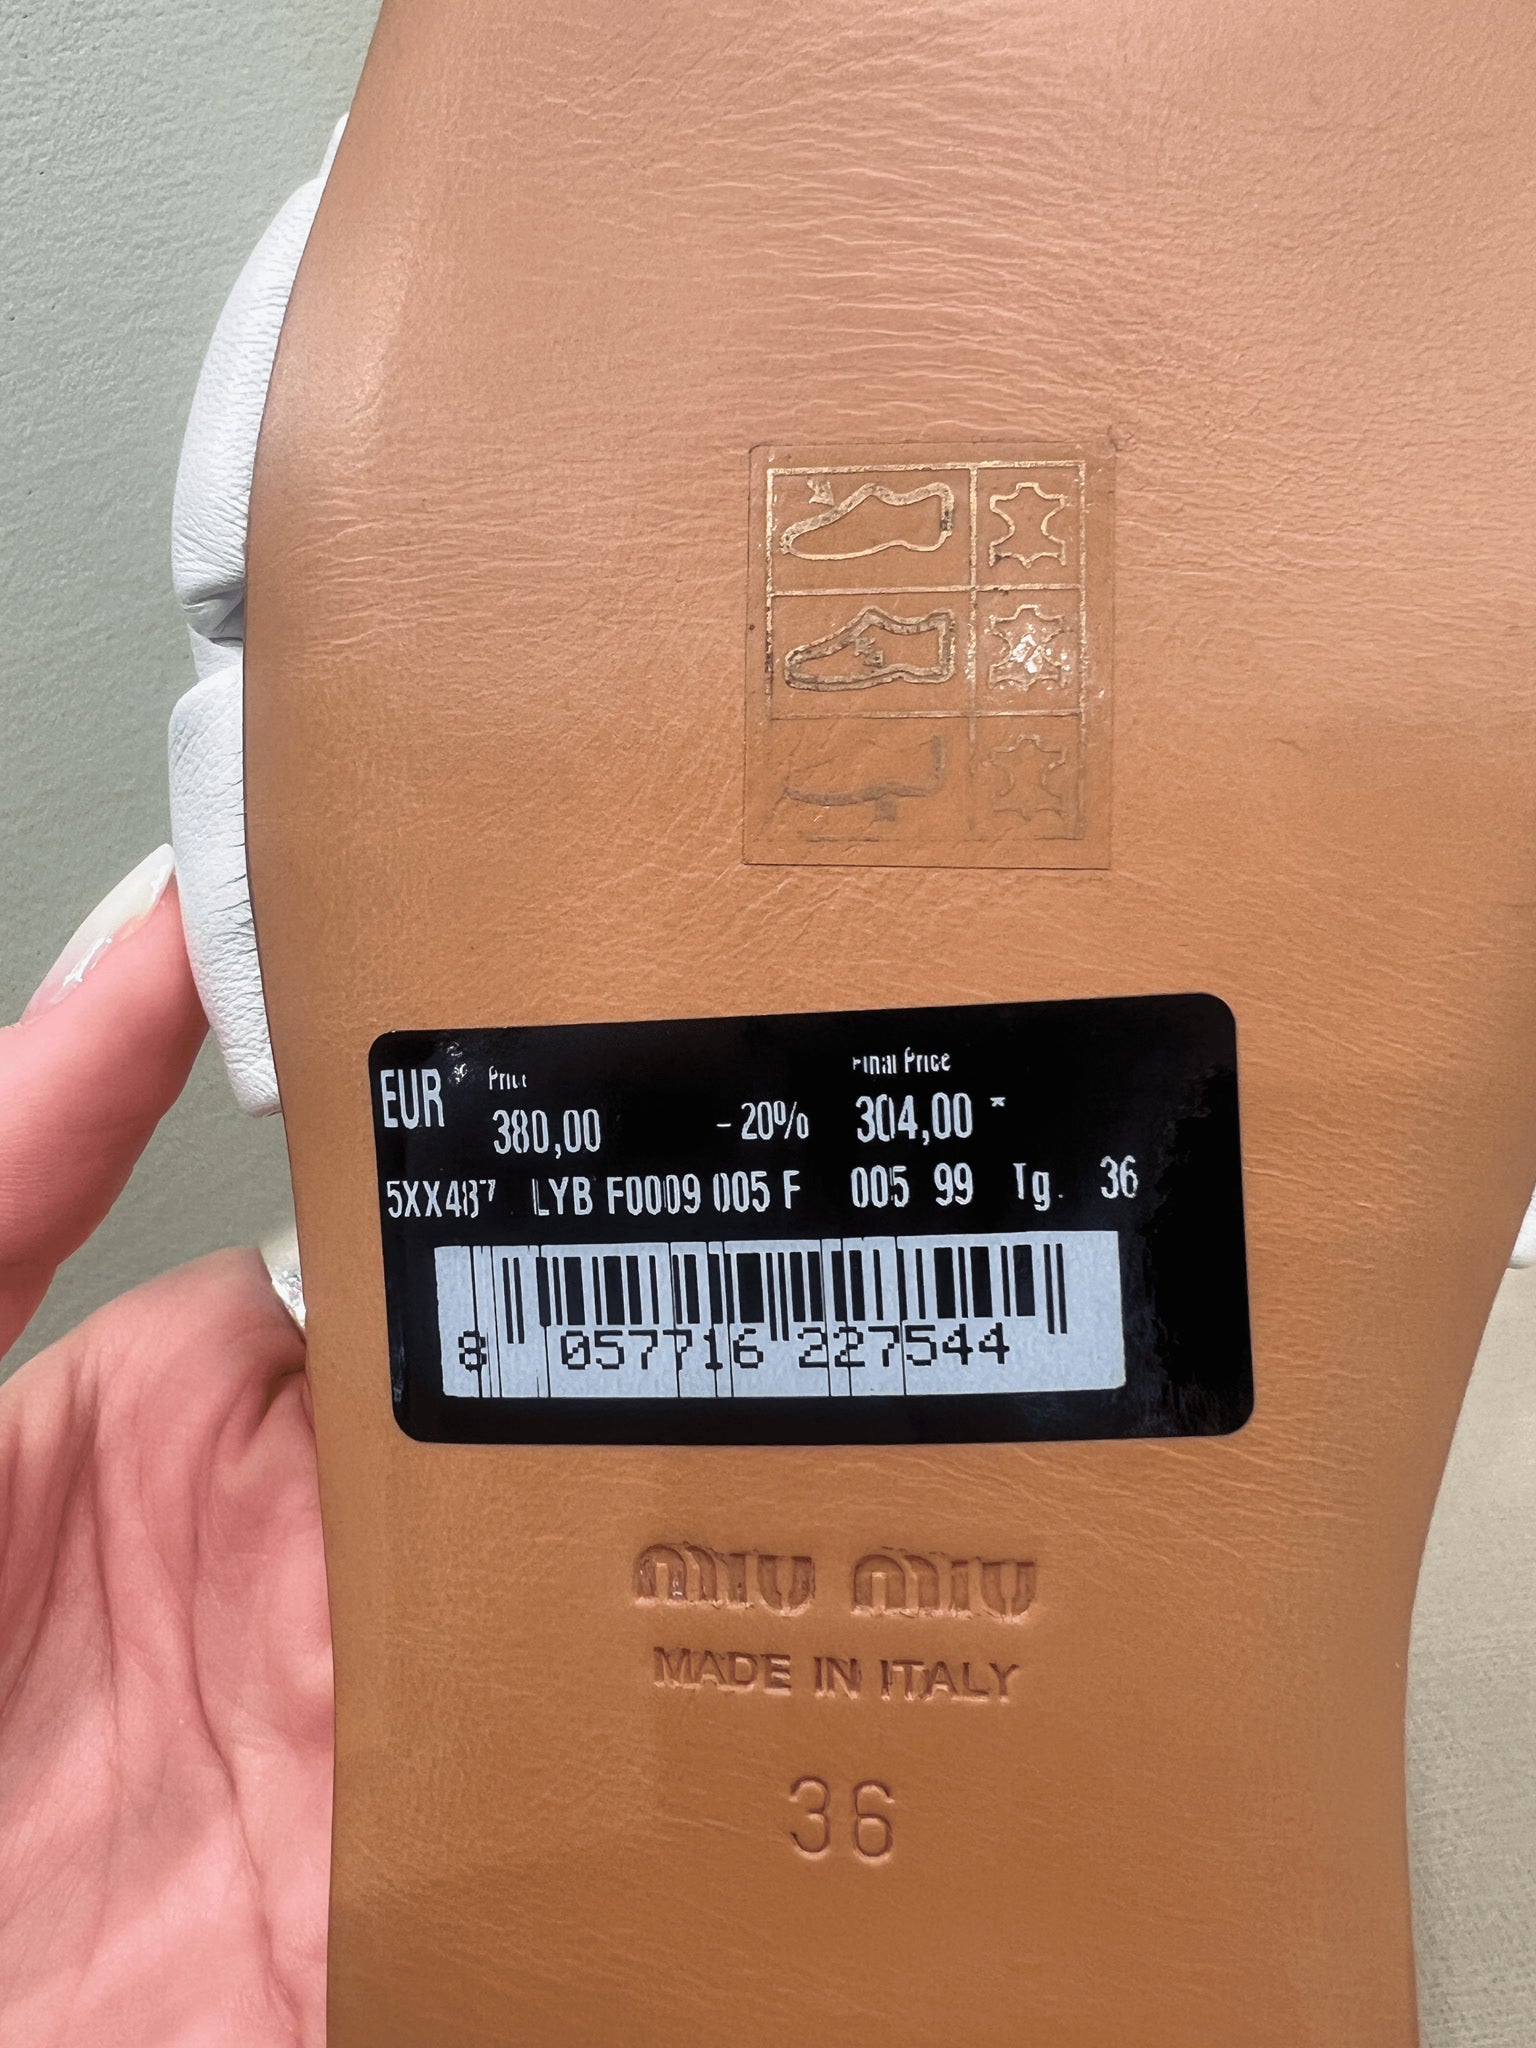 EUR Price Final Price
380,00 - 20% 304,00 *
5XX487 LYB F0009 005 F 005 99 Tg. 36
8 057716 227544
miu miu
MADE IN ITALY
36